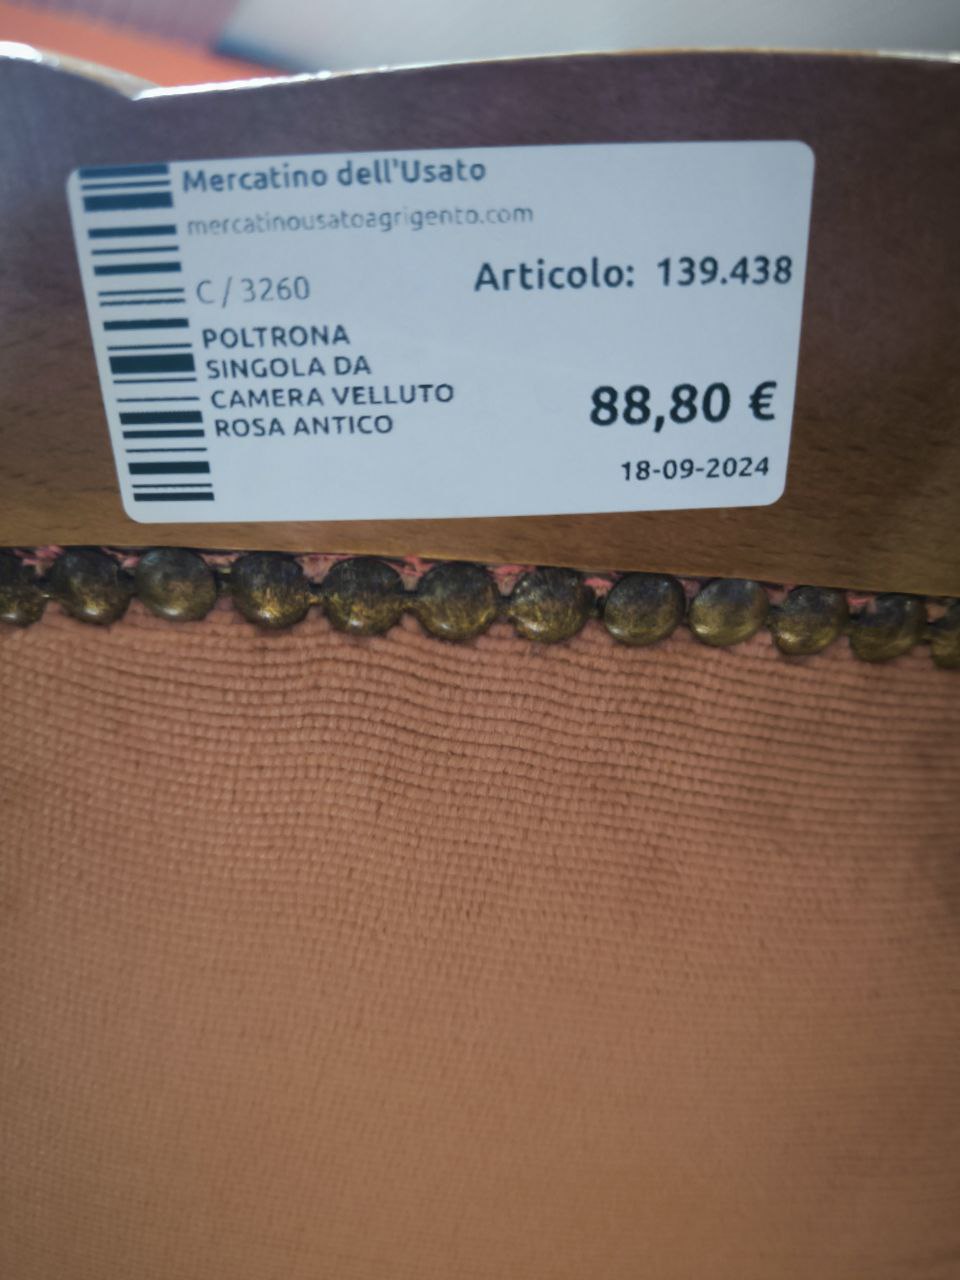 Mercatino dell'Usato
mercatinousatoagrigento.com
C / 3260
Articolo: 139.438
POLTRONA
SINGOLA DA
CAMERA VELLUTO
ROSA ANTICO
88,80 €
18-09-2024